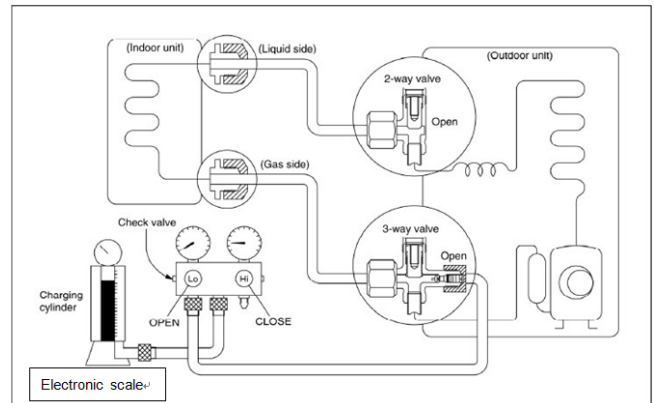 (Indoor unit)
(Liquid side)
(Outdoor unit)
2-way valve
Open
(Gas side)
3-way valve
Open
Check valve
Lo
Hi
Charging
cylinder
OPEN
CLOSE
Electronic scale